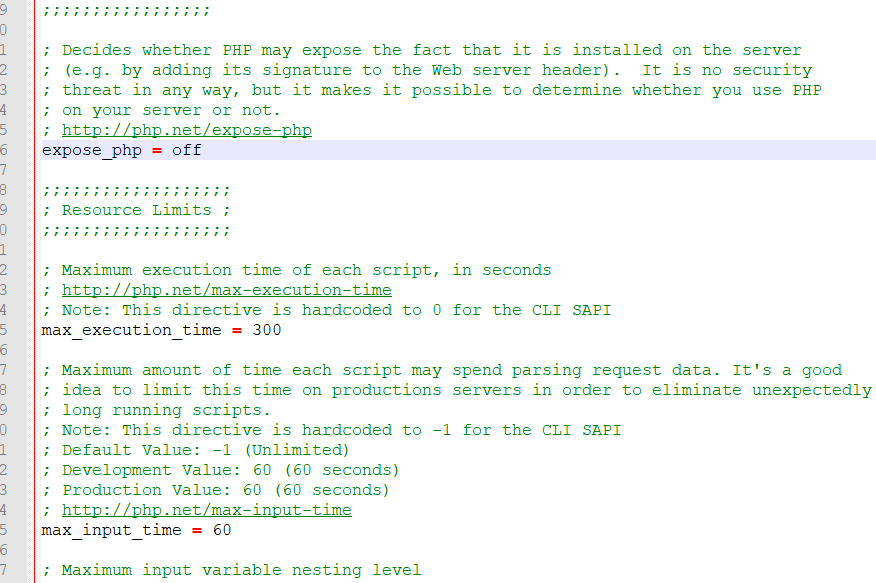 9 ;;;;;;;;;;;;;;;;;
0
1 ; Decides whether PHP may expose the fact that it is installed on the server
2 ; (e.g. by adding its signature to the Web server header).  It is no security
3 ; threat in any way, but it makes it possible to determine whether you use PHP
4 ; on your server or not.
5 ; http://php.net/expose-php
6 expose_php = off
7
8 ;;;;;;;;;;;;;;;;;;;
9 ; Resource Limits ;
0 ;;;;;;;;;;;;;;;;;;;
1
2 ; Maximum execution time of each script, in seconds
3 ; http://php.net/max-execution-time
4 ; Note: This directive is hardcoded to 0 for the CLI SAPI
5 max_execution_time = 300
6
7 ; Maximum amount of time each script may spend parsing request data. It's a good
8 ; idea to limit this time on productions servers in order to eliminate unexpectedly
9 ; long running scripts.
0 ; Note: This directive is hardcoded to -1 for the CLI SAPI
1 ; Default Value: -1 (Unlimited)
2 ; Development Value: 60 (60 seconds)
3 ; Production Value: 60 (60 seconds)
4 ; http://php.net/max-input-time
5 max_input_time = 60
6
7 ; Maximum input variable nesting level